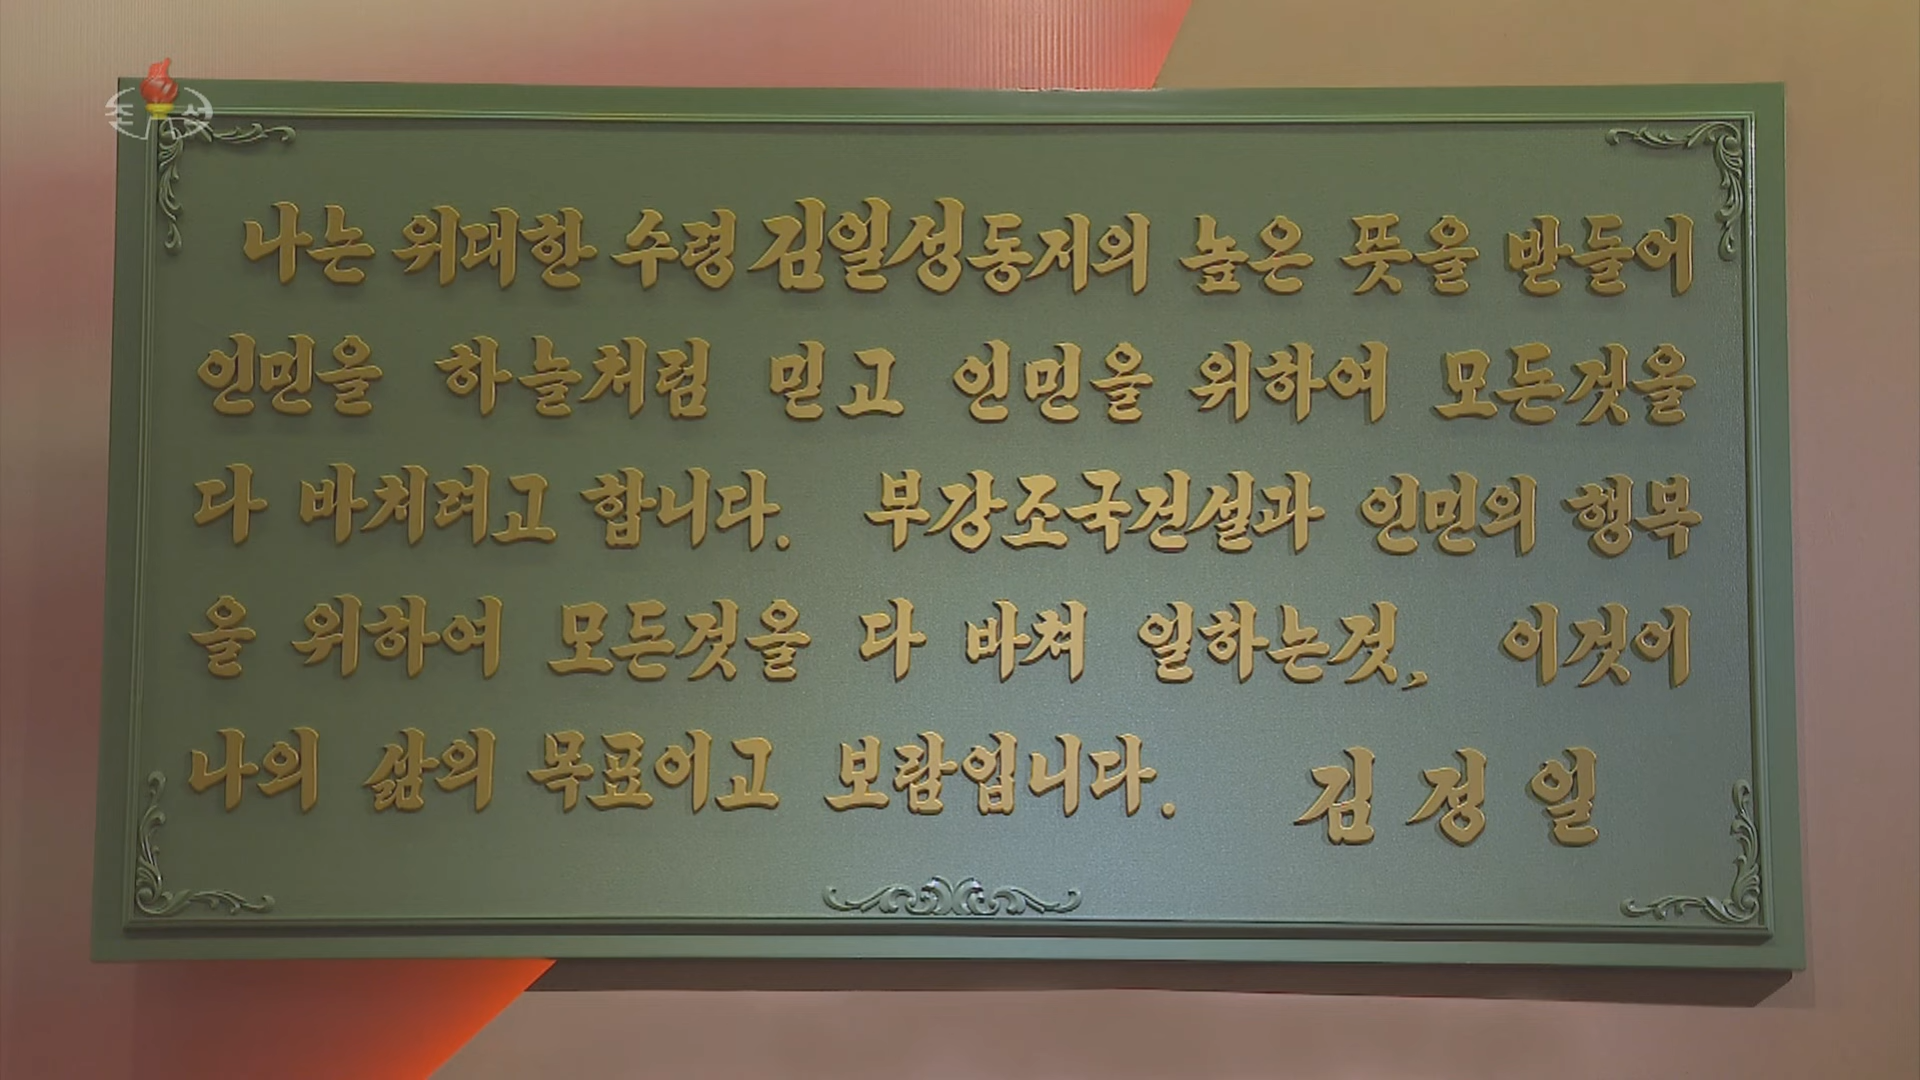 조 선
나는 위대한 수령 김일성동지의 높은 뜻을 받들어
인민을 하늘처럼 믿고 인민을 위하여 모든것을
다 바치려고 합니다. 부강조국건설과 인민의 행복
을 위하여 모든것을 다 바쳐 일하는것, 이것이
나의 삶의 목표이고 보람입니다. 김정일